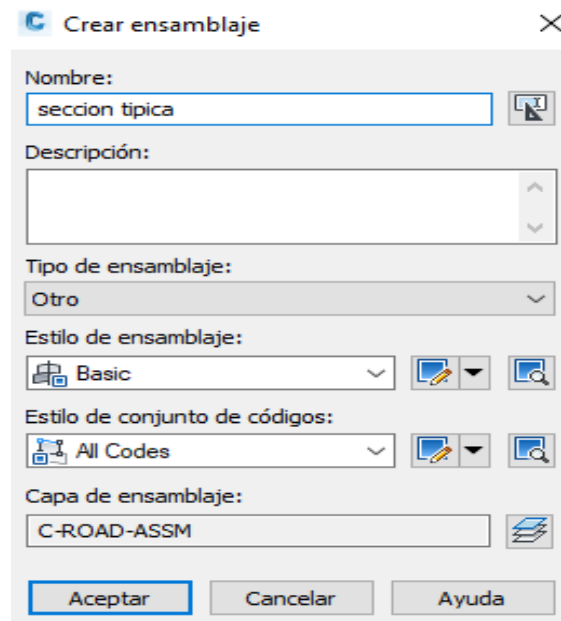 Crear ensamblaje
Nombre:
seccion tipica
Descripción:
Tipo de ensamblaje:
Otro
Estilo de ensamblaje:
Basic
Estilo de conjunto de códigos:
All Codes
Capa de ensamblaje:
C-ROAD-ASSM
Aceptar Cancelar Ayuda